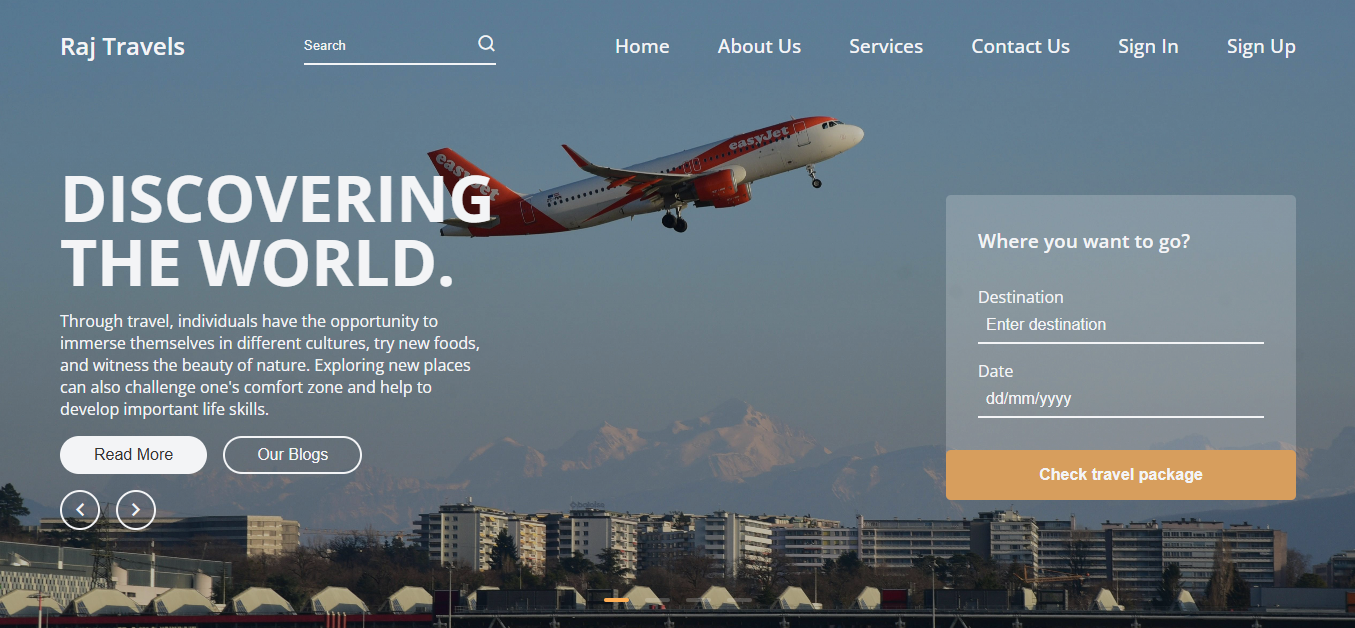 Raj Travels
Search
Home
About Us
Services
Contact Us
Sign In
Sign Up
easyJet
easyJet
DISCOVERING
THE WORLD.
Through travel, individuals have the opportunity to
immerse themselves in different cultures, try new foods,
and witness the beauty of nature. Exploring new places
can also challenge one's comfort zone and help to
develop important life skills.
Read More
Our Blogs
Where you want to go?
Destination
Enter destination
Date
dd/mm/yyyy
Check travel package